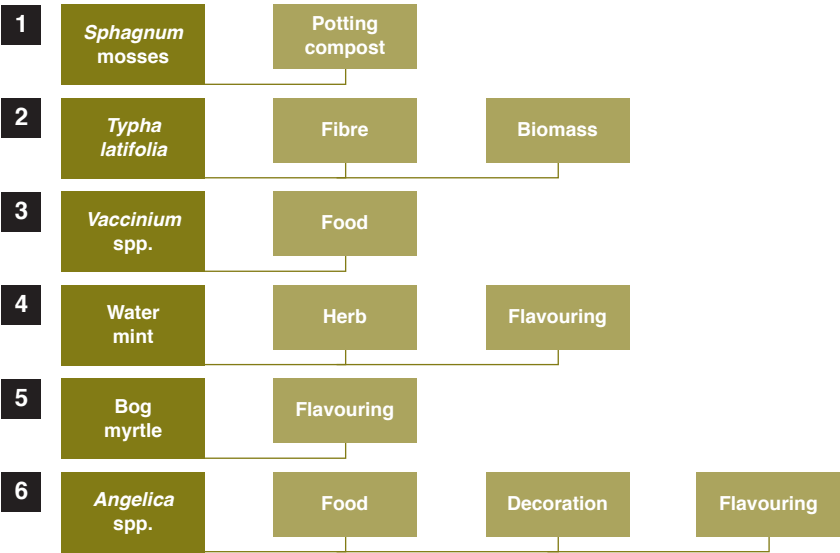 1
Sphagnum
mosses
Potting
compost
2
Typha
latifolia
Fibre
Biomass
3
Vaccinium
spp.
Food
4
Water
mint
Herb
Flavouring
5
Bog
myrtle
Flavouring
6
Angelica
spp.
Food
Decoration
Flavouring